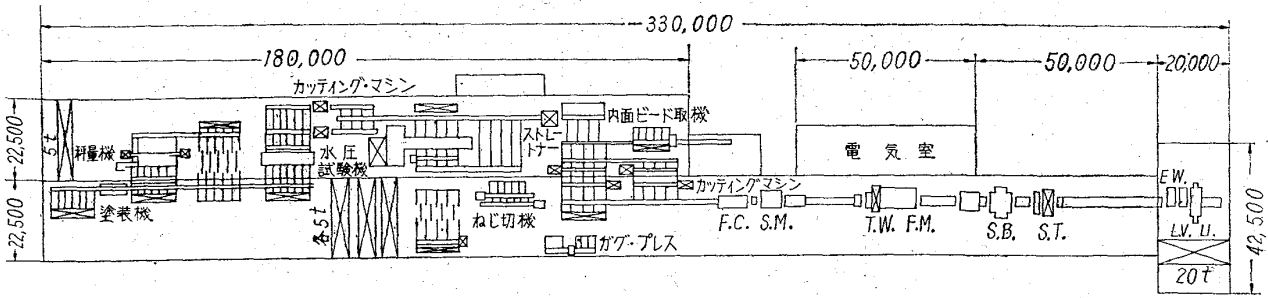 330,000
180,000
50,000
50,000
20,000
カッティング・マシン
22,500
5t
秤量機
水圧
試験機
ストレートナー
内面ビード取機
電気室
22,500
塗装機
各5t
ねじ切機
カッティング・マシン
ガグ・プレス
F.C. S.M.
T.W. F.M.
S.B.
S.T.
E.W.
L.V. U.
20t
42,500